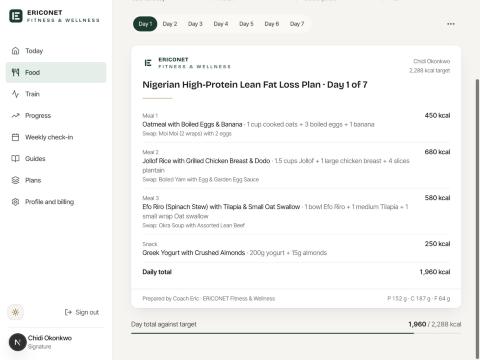 ERICONET
FITNESS & WELLNESS
Today
Food
Train
Progress
Weekly check-in
Guides
Plans
Profile and billing
Sign out
N
Chidi Okonkwo
Signature
Day 1 Day 2 Day 3 Day 4 Day 5 Day 6 Day 7
ERICONET
FITNESS & WELLNESS
Chidi Okonkwo
2,288 kcal target
Nigerian High-Protein Lean Fat Loss Plan · Day 1 of 7
Meal 1
Oatmeal with Boiled Eggs & Banana · 1 cup cooked oats + 3 boiled eggs + 1 banana
Swap: Moi Moi (2 wraps) with 2 eggs
450 kcal
Meal 2
Jollof Rice with Grilled Chicken Breast & Dodo · 1.5 cups Jollof + 1 large chicken breast + 4 slices
plantain
Swap: Boiled Yam with Egg & Garden Egg Sauce
680 kcal
Meal 3
Efo Riro (Spinach Stew) with Tilapia & Small Oat Swallow · 1 bowl Efo Riro + 1 medium Tilapia + 1
small wrap Oat swallow
Swap: Okra Soup with Assorted Lean Beef
580 kcal
Snack
Greek Yogurt with Crushed Almonds · 200g yogurt + 15g almonds
250 kcal
Daily total
1,960 kcal
Prepared by Coach Eric · ERICONET Fitness & Wellness
P 152 g · C 187 g · F 64 g
Day total against target
1,960 / 2,288 kcal